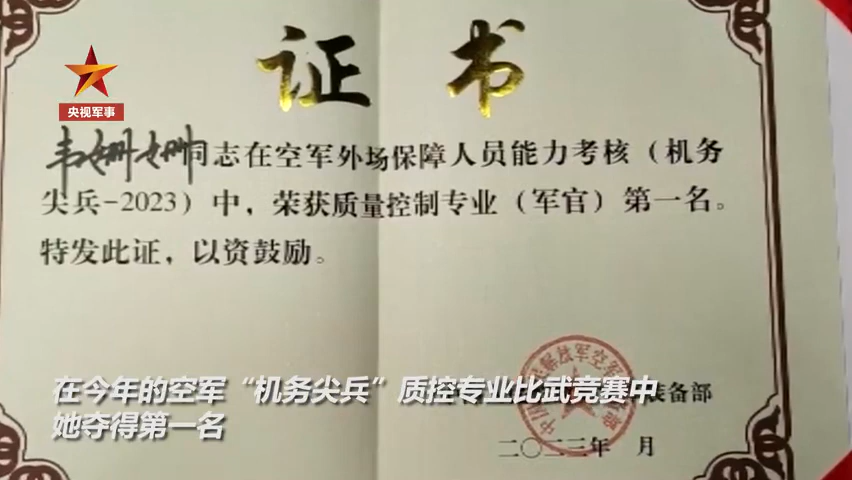 证书
央视军事
韦姗姗同志在空军外场保障人员能力考核（机务
尖兵-2023）中，荣获质量控制专业（军官）第一名。
特发此证，以资鼓励。
在今年的空军“机务尖兵”质控专业比武竞赛中
她夺得第一名
装备部
二〇二三年 月